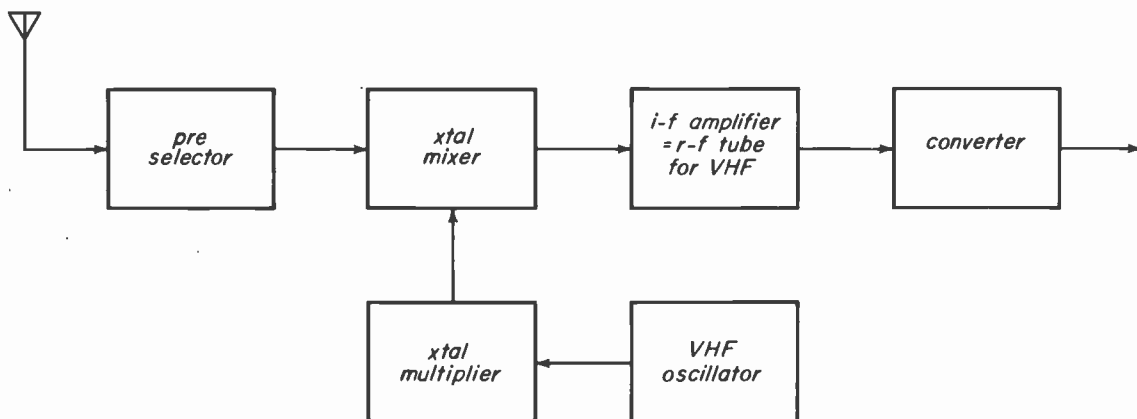 pre
selector
xtal
mixer
i-f amplifier
= r-f tube
for VHF
converter
xtal
multiplier
VHF
oscillator